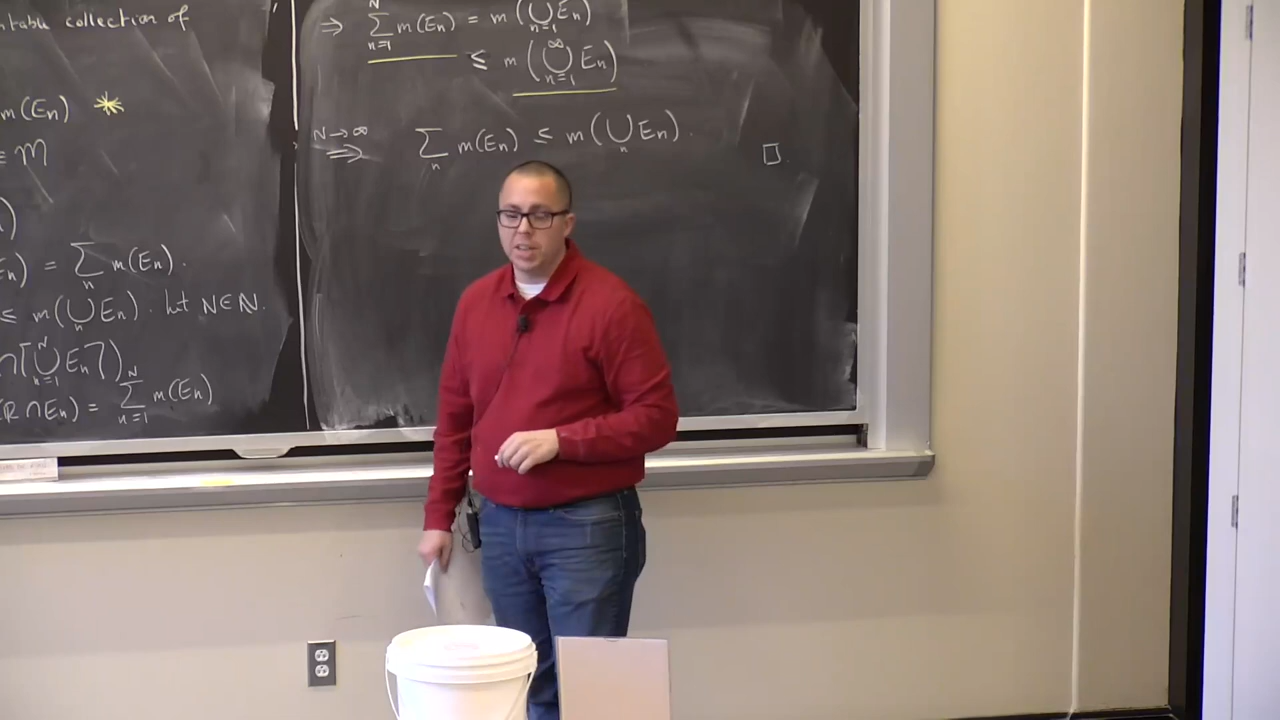 ntable collection of
m(En) *
∈ M
)
En) = ∑n m(En).
≤ m(⋃n En). Let N∈ℕ.
∩[⋃n=1^N En])
(ℝ∩En) = ∑n=1^N m(En)
⇒ ∑n=1^N m(En) = m(⋃n=1^N En)
≤ m(⋃n=1^∞ En)
N→∞ ⇒ ∑n m(En) ≤ m(⋃n En). □.